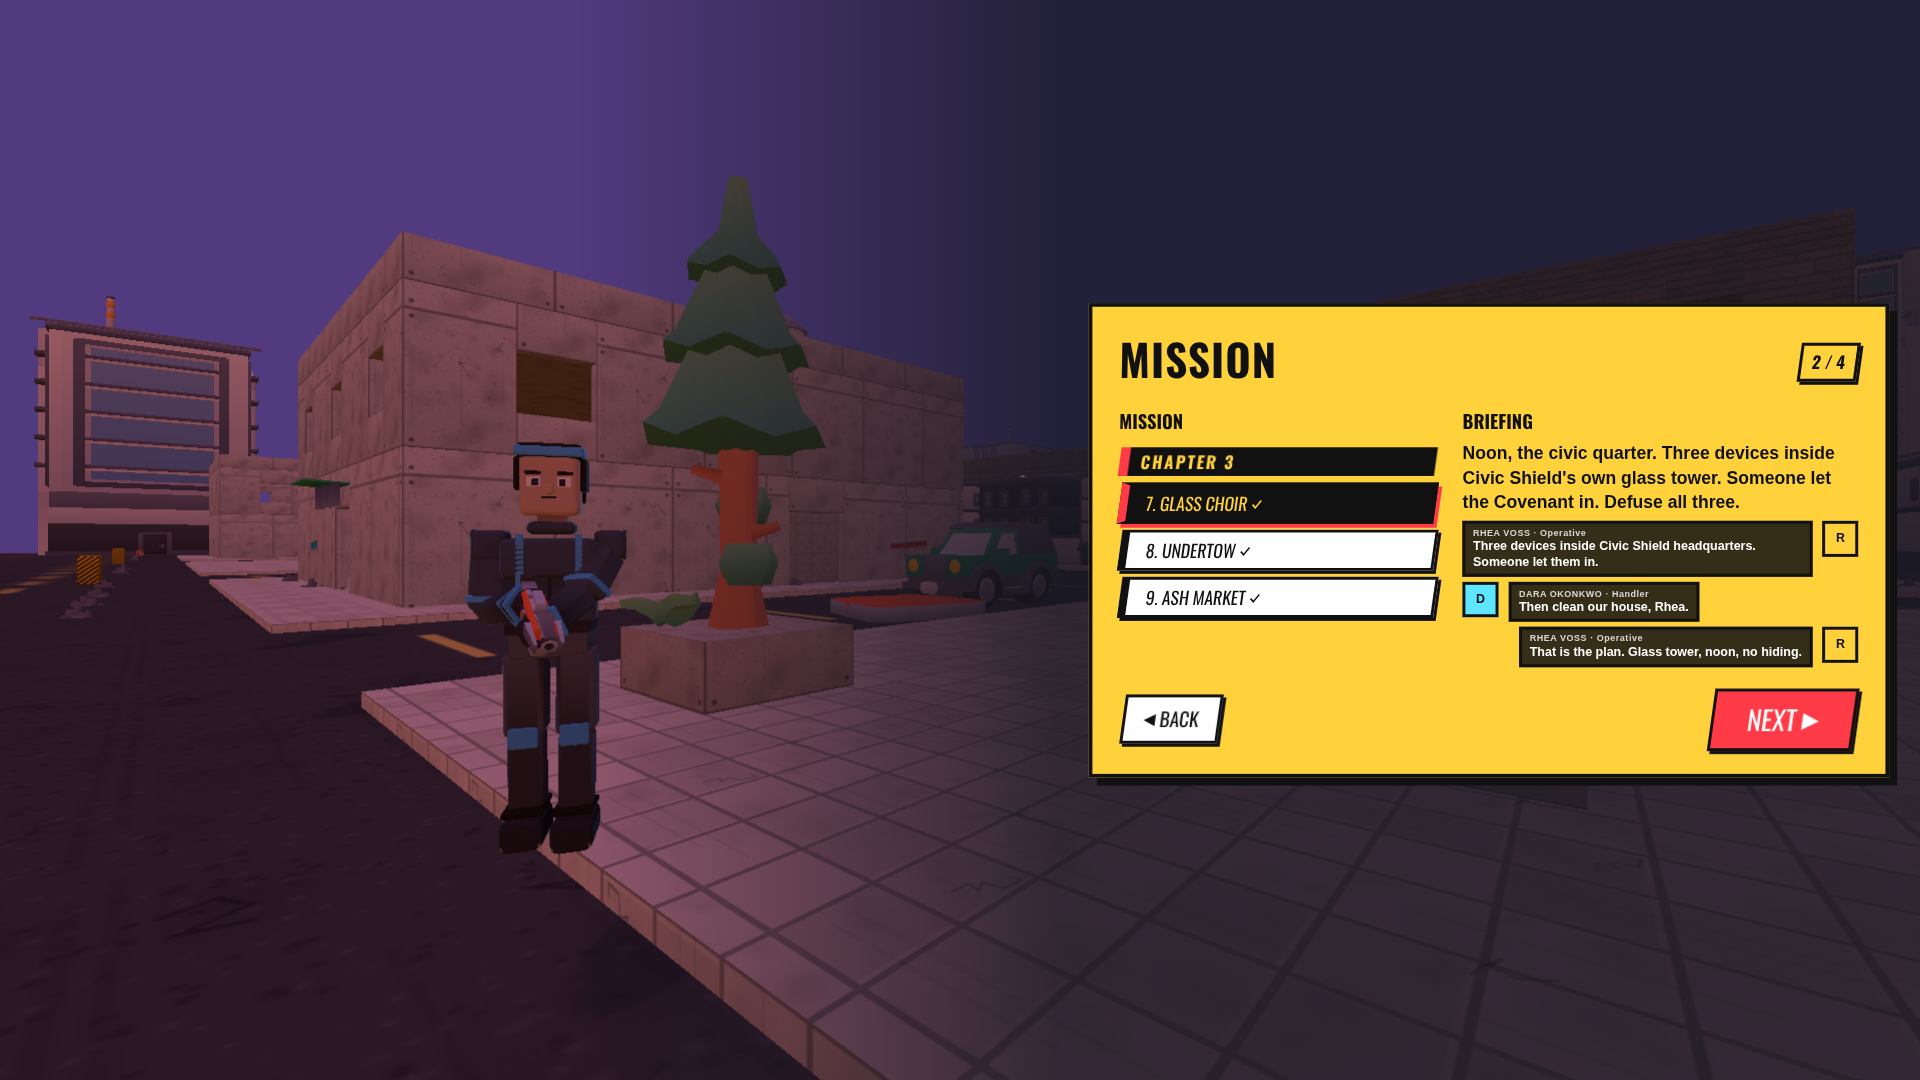 MISSION
2 / 4
MISSION
CHAPTER 3
7. GLASS CHOIR ✓
8. UNDERTOW ✓
9. ASH MARKET ✓
BRIEFING
Noon, the civic quarter. Three devices inside
Civic Shield's own glass tower. Someone let
the Covenant in. Defuse all three.
RHEA VOSS · Operative
Three devices inside Civic Shield headquarters.
Someone let them in.
R
D
DARA OKONKWO · Handler
Then clean our house, Rhea.
RHEA VOSS · Operative
That is the plan. Glass tower, noon, no hiding.
R
◀ BACK
NEXT ▶